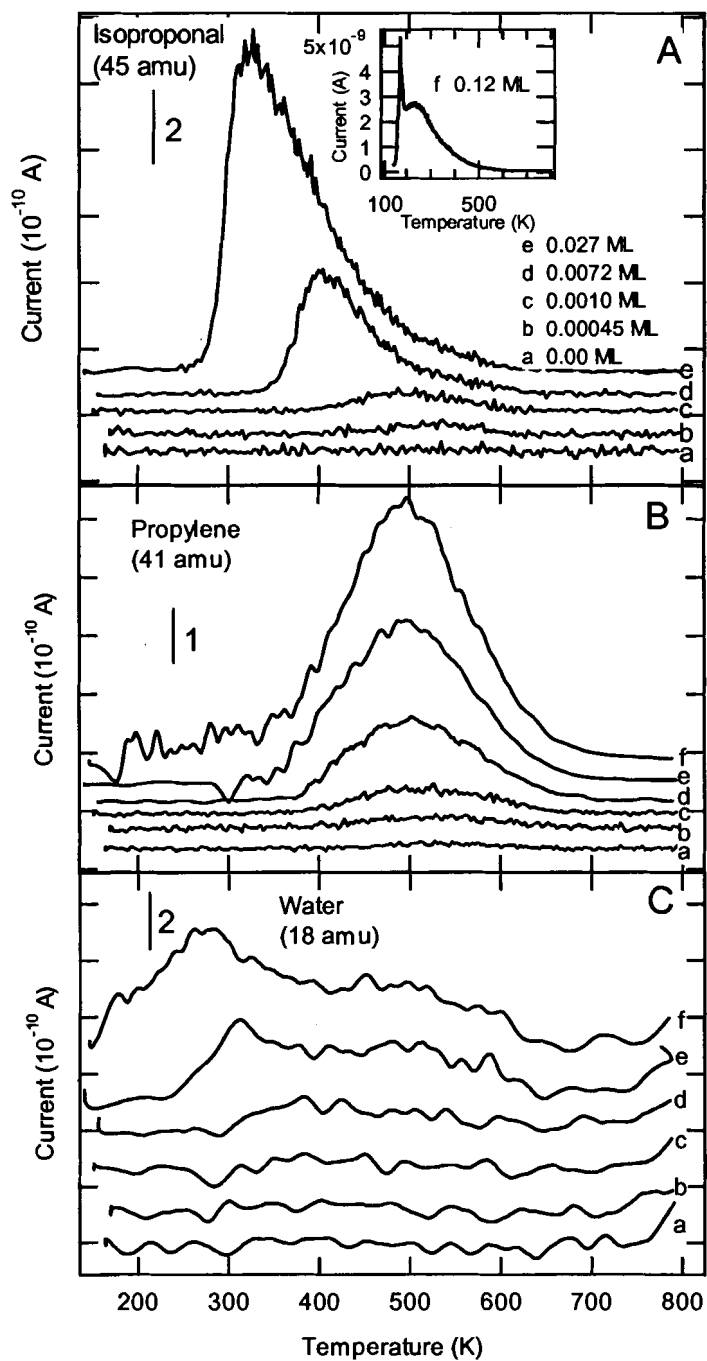 Isoproponal
(45 amu)
A
2
Current (10⁻¹⁰ A)
5x10⁻⁹
4
3
2
1
0
Current (A)
f 0.12 ML
100 500
Temperature (K)
e 0.027 ML
d 0.0072 ML
c 0.0010 ML
b 0.00045 ML
a 0.00 ML
e
d
c
b
a
B
Propylene
(41 amu)
1
Current (10⁻¹⁰ A)
f
e
d
c
b
a
C
2
Water
(18 amu)
Current (10⁻¹⁰ A)
f
e
d
c
b
a
200 300 400 500 600 700 800
Temperature (K)